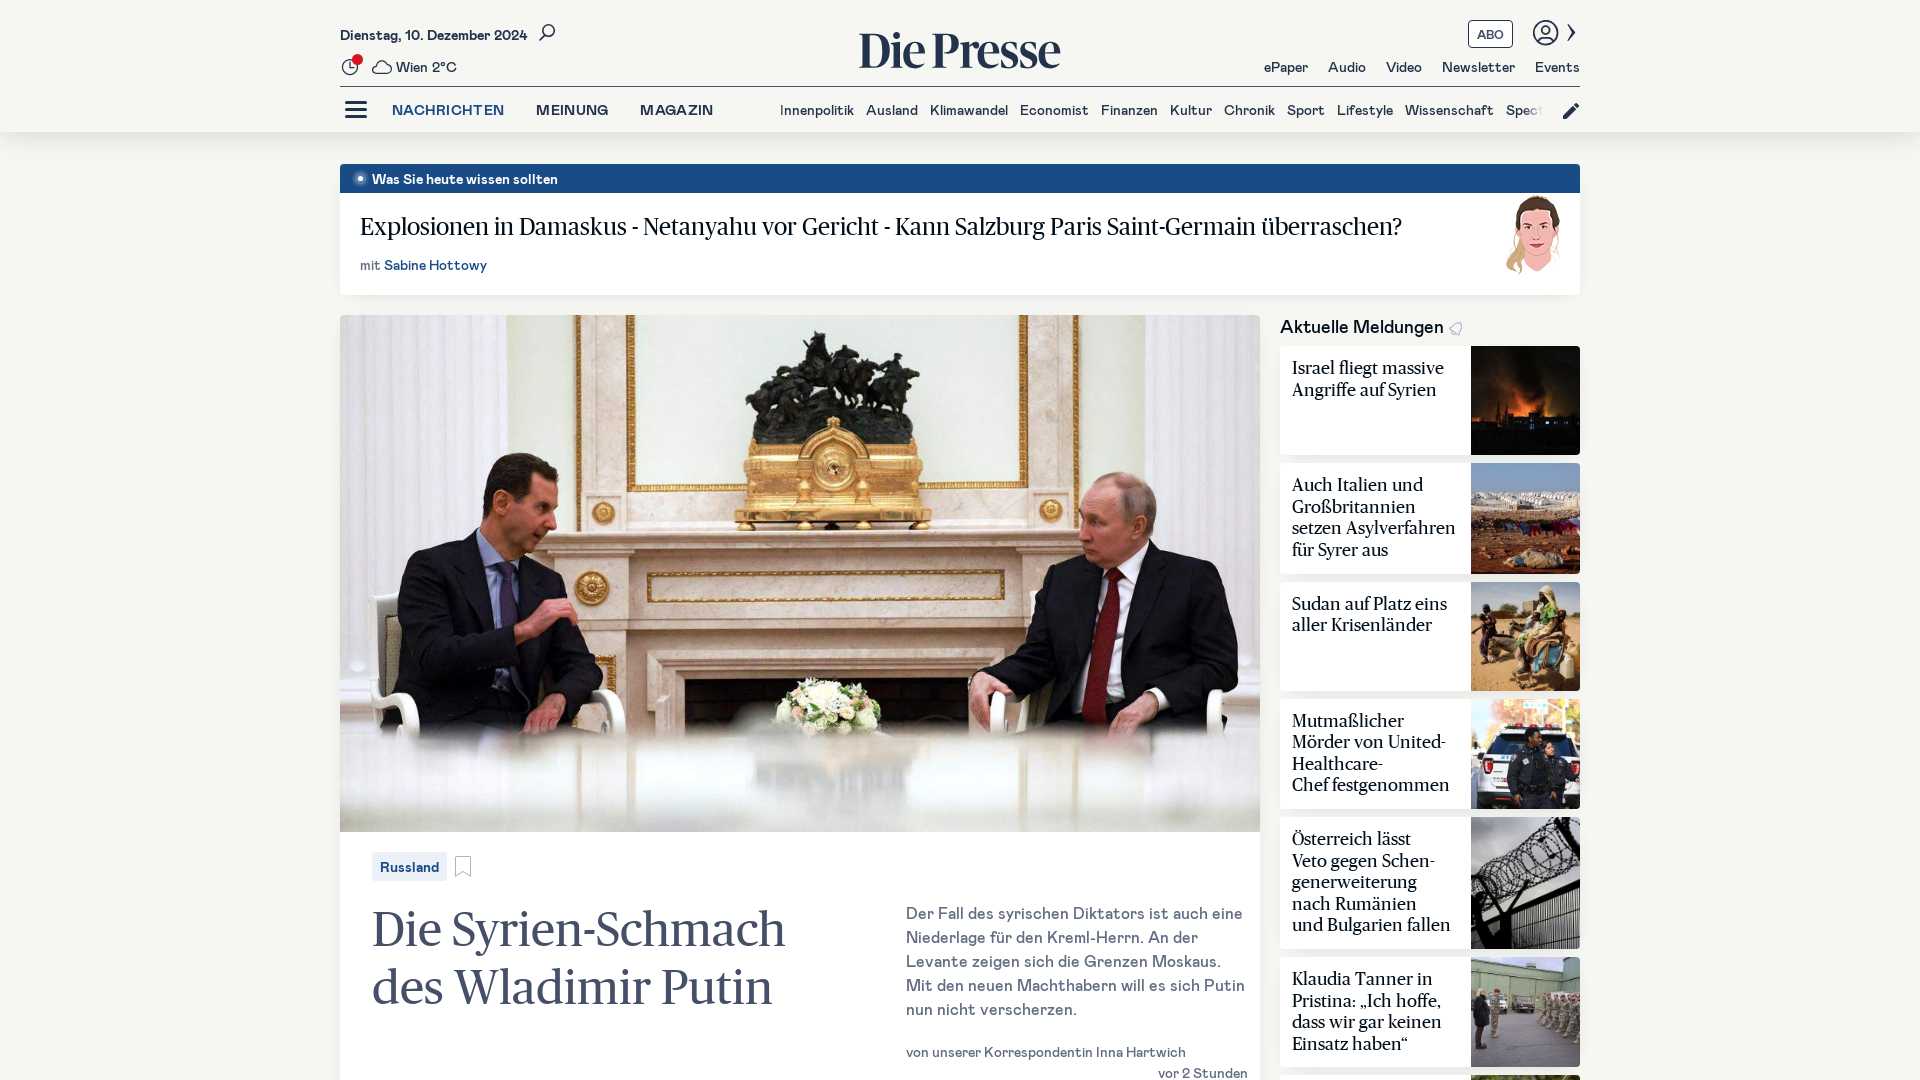 Dienstag, 10. Dezember 2024
Wien 2°C
Die Presse
ABO
ePaper
Audio
Video
Newsletter
Events
NACHRICHTEN
MEINUNG
MAGAZIN
Innenpolitik
Ausland
Klimawandel
Economist
Finanzen
Kultur
Chronik
Sport
Lifestyle
Wissenschaft
Spect
Was Sie heute wissen sollten
Explosionen in Damaskus - Netanyahu vor Gericht - Kann Salzburg Paris Saint-Germain überraschen?
mit Sabine Hottowy
Russland
Die Syrien-Schmach
des Wladimir Putin
Der Fall des syrischen Diktators ist auch eine
Niederlage für den Kreml-Herrn. An der
Levante zeigen sich die Grenzen Moskaus.
Mit den neuen Machthabern will es sich Putin
nun nicht verscherzen.
von unserer Korrespondentin Inna Hartwich
vor 2 Stunden
Aktuelle Meldungen
Israel fliegt massive
Angriffe auf Syrien
Auch Italien und
Großbritannien
setzen Asylverfahren
für Syrer aus
Sudan auf Platz eins
aller Krisenländer
Mutmaßlicher
Mörder von United-
Healthcare-
Chef festgenommen
Österreich lässt
Veto gegen Schen-
generweiterung
nach Rumänien
und Bulgarien fallen
Klaudia Tanner in
Pristina: „Ich hoffe,
dass wir gar keinen
Einsatz haben“